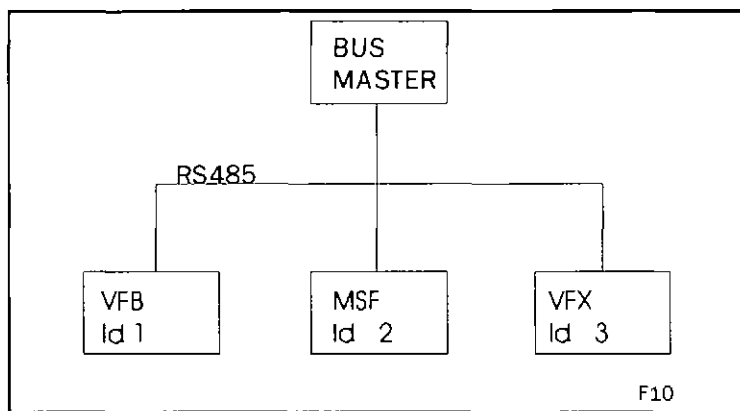 BUS
MASTER
RS485
VFB
Id 1
MSF
Id 2
VFX
Id 3
F10